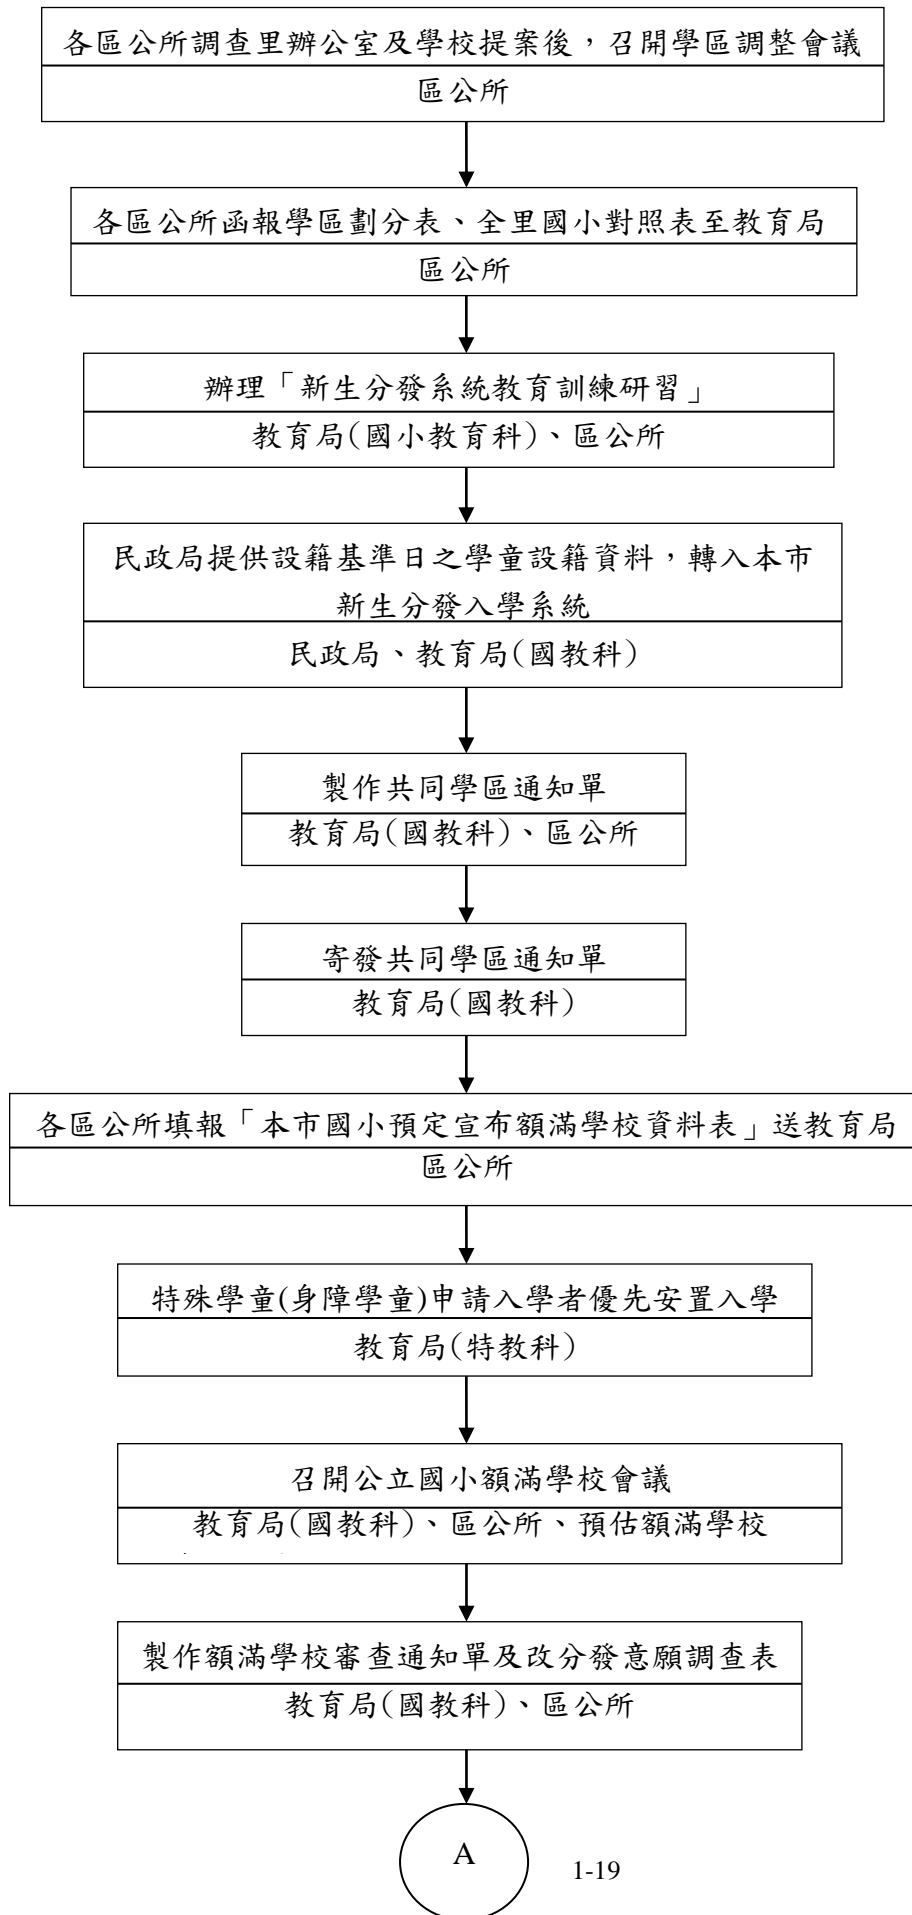 各區公所調查里辦公室及學校提案後，召開學區調整會議
區公所
各區公所函報學區劃分表、全里國小對照表至教育局
區公所
辦理「新生分發系統教育訓練研習」
教育局(國小教育科)、區公所
民政局提供設籍基準日之學童設籍資料，轉入本市
新生分發入學系統
民政局、教育局(國教科)
製作共同學區通知單
教育局(國教科)、區公所
寄發共同學區通知單
教育局(國教科)
各區公所填報「本市國小預定宣布額滿學校資料表」送教育局
區公所
特殊學童(身障學童)申請入學者優先安置入學
教育局(特教科)
召開公立國小額滿學校會議
教育局(國教科)、區公所、預估額滿學校
製作額滿學校審查通知單及改分發意願調查表
教育局(國教科)、區公所
A
1-19